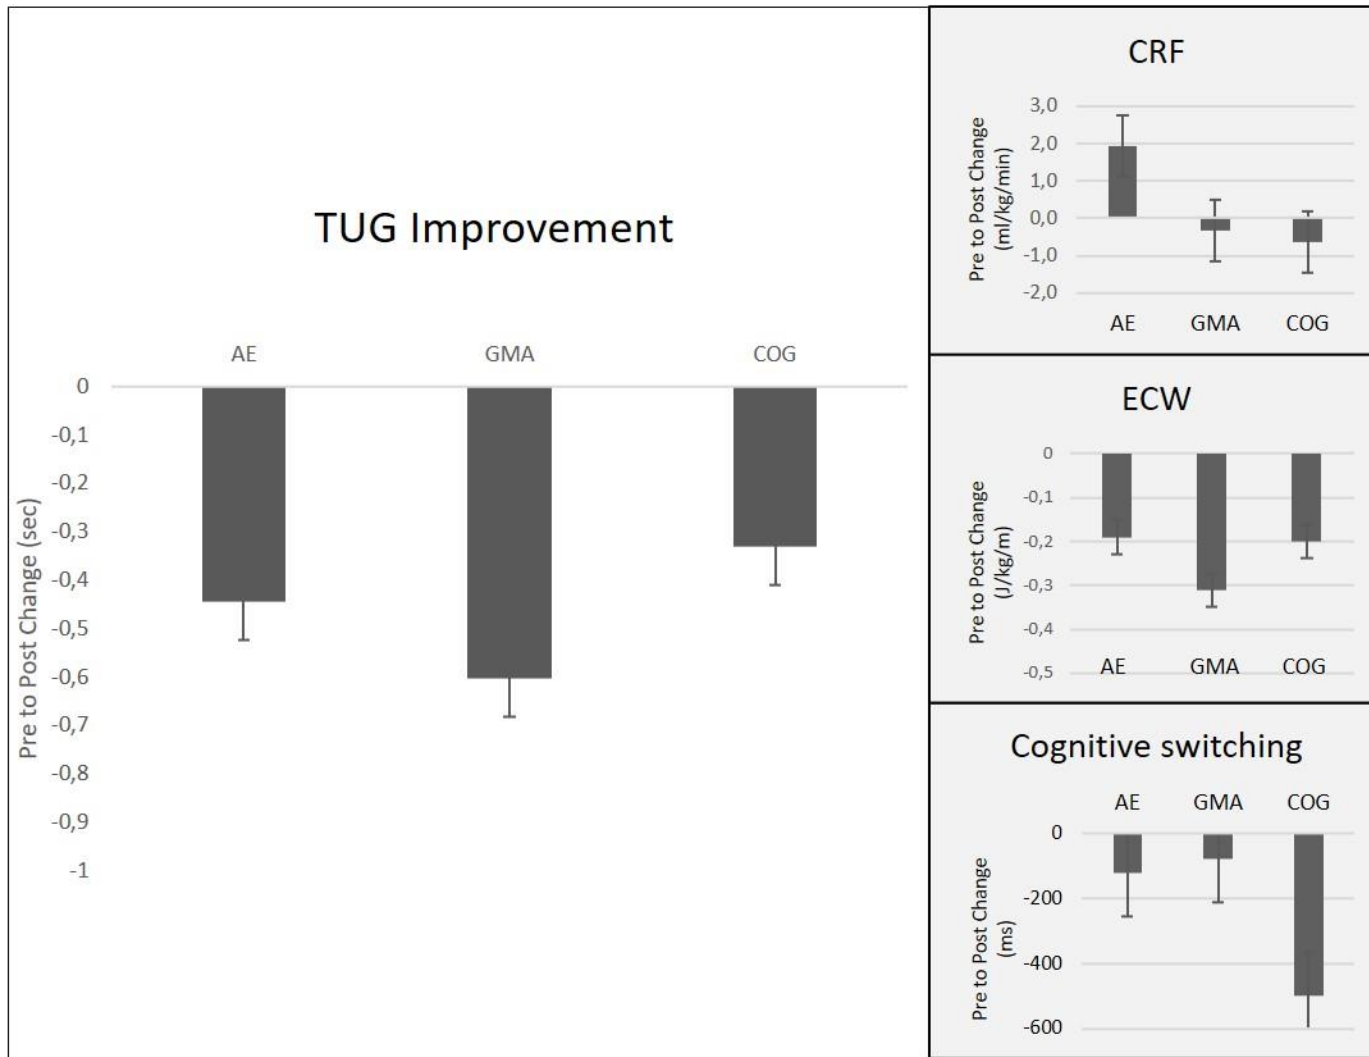 TUG Improvement
AE GMA COG
0
-0,1
-0,2
-0,3
-0,4
-0,5
-0,6
-0,7
-0,8
-0,9
-1
Pre to Post Change (sec)
CRF
Pre to Post Change
(ml/kg/min)
3,0
2,0
1,0
0,0
-1,0
-2,0
AE GMA COG
ECW
Pre to Post Change
(J/kg/m)
0
-0,1
-0,2
-0,3
-0,4
-0,5
AE GMA COG
Cognitive switching
AE GMA COG
Pre to Post Change
(ms)
0
-200
-400
-600